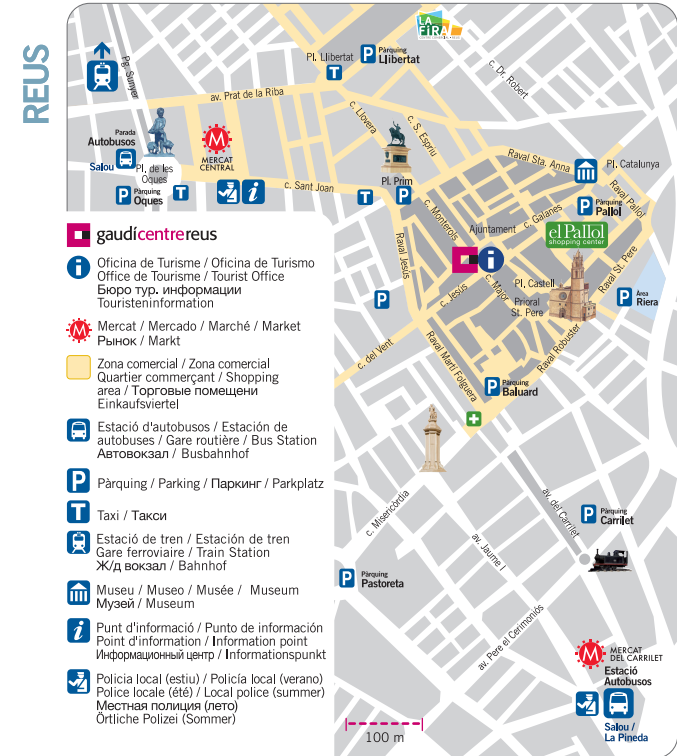 REUS
LA
FIRA
Pl. Llibertat
T
P
Pàrquing
Llibertat
Pg. Sunyer
c. Dr. Robert
av. Prat de la Riba
c. Llovera
c. S. Espriu
Parada
Autobusos
Salou
Pl. de les
Oques
M
MERCAT
CENTRAL
Raval Sta. Anna
Pl. Catalunya
P
Pàrquing
Oques
T
i
c. Sant Joan
T
Pl. Prim
P
P
Pàrquing
Pallol
Raval Pallol
c. Galanes
c. Monterols
Ajuntament
el Pallol
shopping center
Raval Jesús
i
c. Major
Pl. Castell
Prioral
St. Pere
Raval St. Pere
P
Àrea
Riera
P
c. Jesús
c. del Vent
Raval Martí Folguera
Raval Robuster
P
Pàrquing
Baluard
c. Misericòrdia
av. del Carrilet
P
Pàrquing
Carrilet
av. Jaume I
P
Pàrquing
Pastoreta
av. Pere el Cerimoniós
M
MERCAT
DEL CARRILET
Estació
Autobusos
Salou /
La Pineda
100 m
gaudícentrereus
i
Oficina de Turisme / Oficina de Turismo
Office de Tourisme / Tourist Office
Бюро тур. информации
Touristeninformation
M
Mercat / Mercado / Marché / Market
Рынок / Markt
Zona comercial / Zona comercial
Quartier commerçant / Shopping
area / Торговые помещени
Einkaufsviertel
Estació d'autobusos / Estación de
autobuses / Gare routière / Bus Station
Автовокзал / Busbahnhof
P
Pàrquing / Parking / Паркинг / Parkplatz
T
Taxi / Такси
Estació de tren / Estación de tren
Gare ferroviaire / Train Station
Ж/д вокзал / Bahnhof
Museu / Museo / Musée / Museum
Музей / Museum
i
Punt d'informació / Punto de información
Point d'information / Information point
Информационный центр / Informationspunkt
Policia local (estiu) / Policía local (verano)
Police locale (été) / Local police (summer)
Местная полиция (лето)
Örtliche Polizei (Sommer)